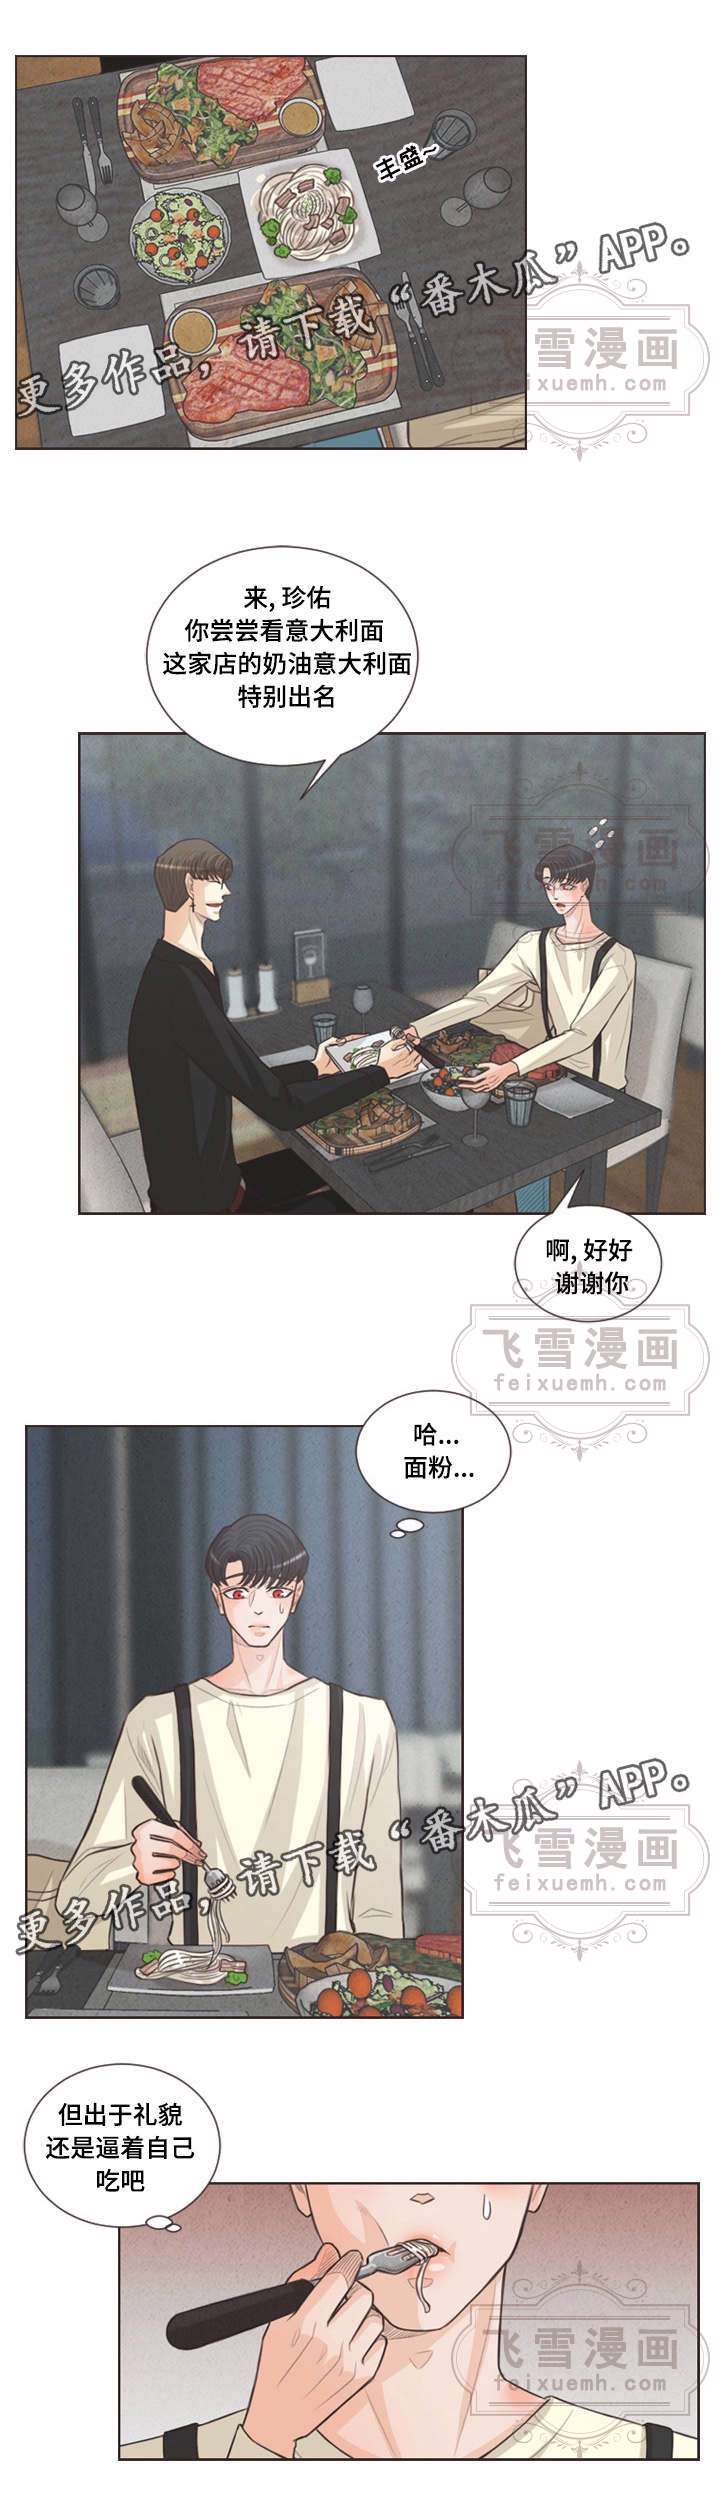 丰盛~
更多作品，请下载“番木瓜”APP。
飞雪漫画
feixuemh.com
来, 珍佑
你尝尝看意大利面
这家店的奶油意大利面
特别出名
飞雪漫画
feixuemh.com
啊, 好好
谢谢你
飞雪漫画
feixuemh.com
哈...
面粉...
更多作品，请下载“番木瓜”APP。
飞雪漫画
feixuemh.com
但出于礼貌
还是逼着自己
吃吧
飞雪漫画
feixuemh.com